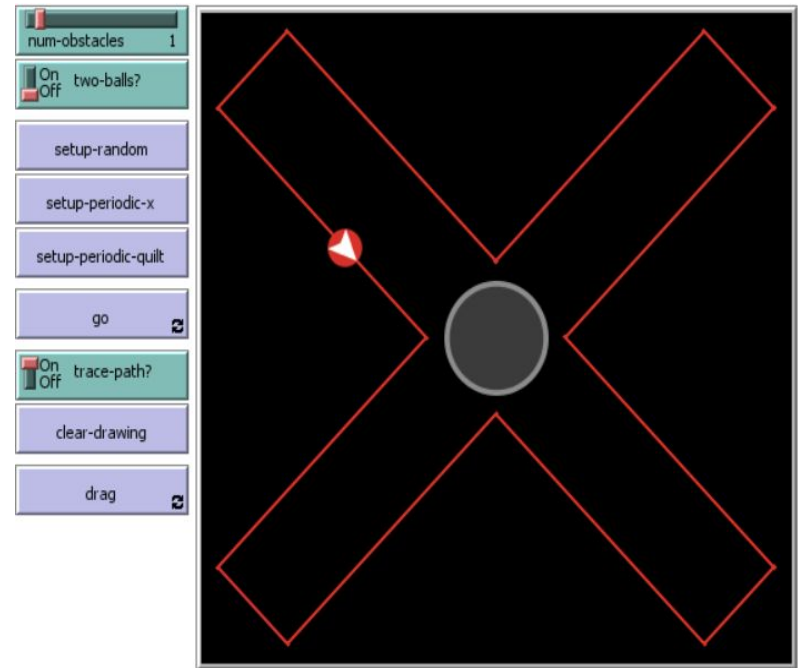 num-obstacles 1
On
Off
two-balls?
setup-random
setup-periodic-x
setup-periodic-quilt
go
On
Off
trace-path?
clear-drawing
drag